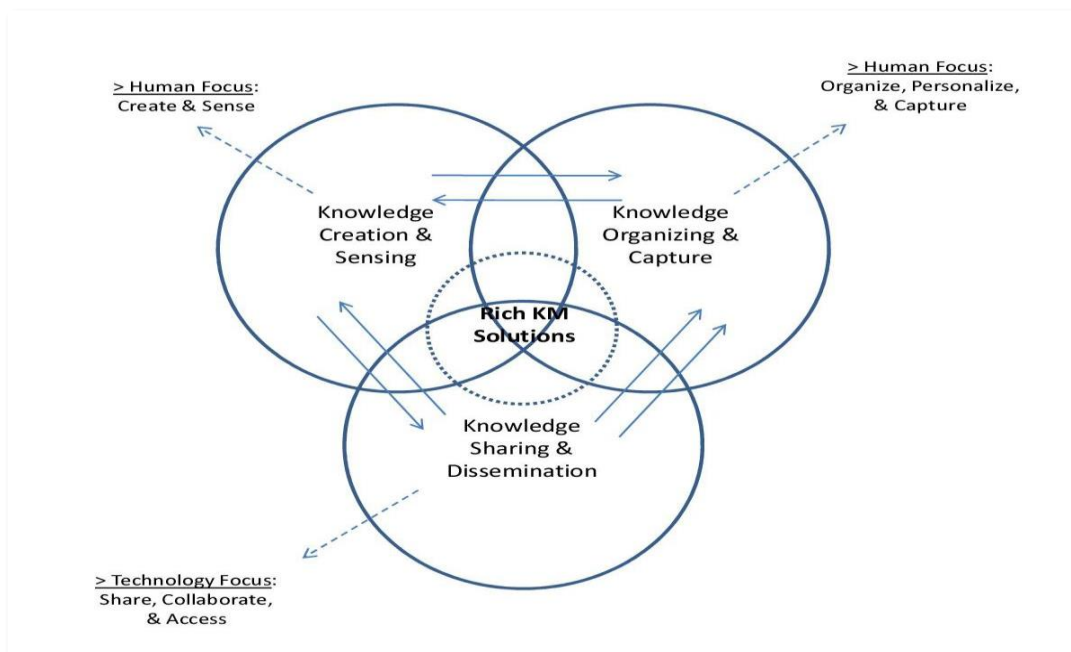 > Human Focus:
Create & Sense
> Human Focus:
Organize, Personalize,
& Capture
Knowledge
Creation &
Sensing
Knowledge
Organizing &
Capture
Rich KM
Solutions
Knowledge
Sharing &
Dissemination
> Technology Focus:
Share, Collaborate,
& Access